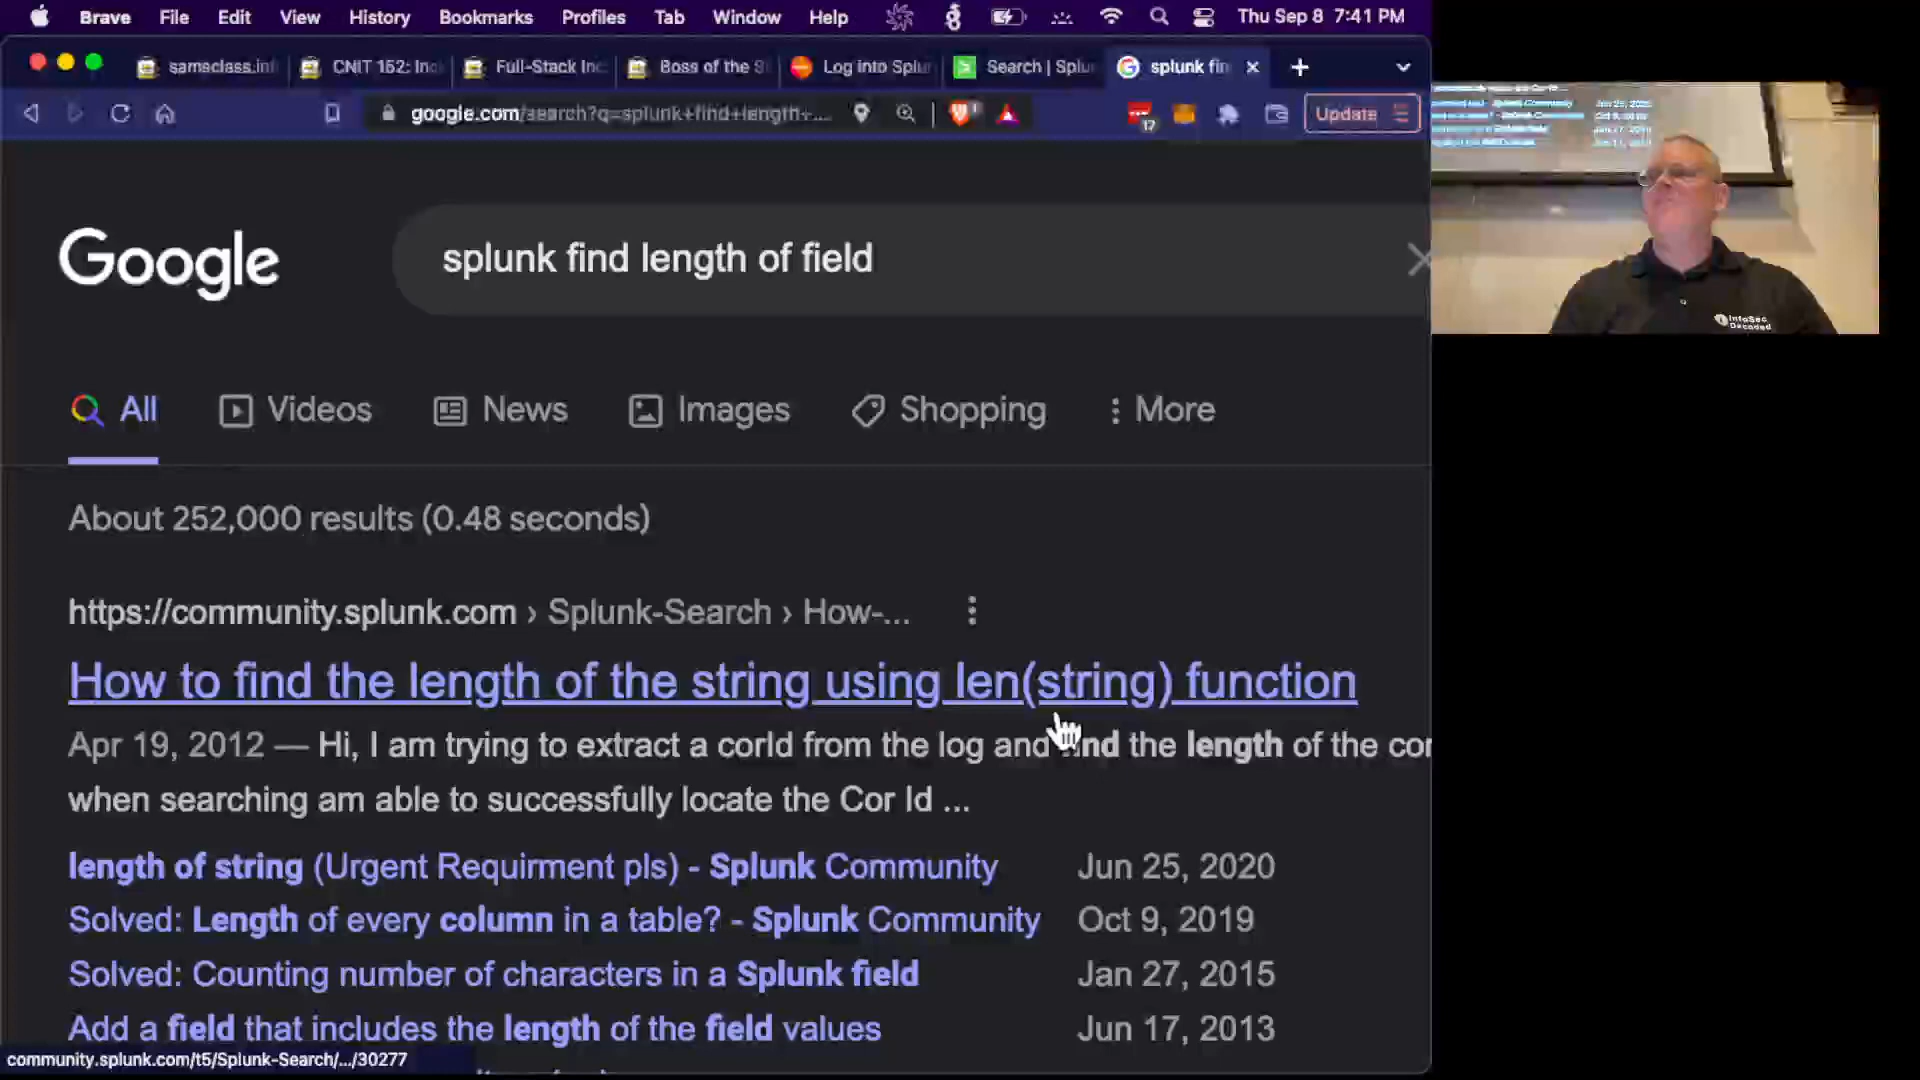 Brave File Edit View History Bookmarks Profiles Tab Window Help Thu Sep 8 7:41 PM
samsclass.inf CNIT 152: Inc Full-Stack Inc Boss of the S Log into Splun Search | Splu splunk fin
google.com/search?q=splunk+find+length+... 1 17 Update
Google splunk find length of field
All Videos News Images Shopping More
About 252,000 results (0.48 seconds)
https://community.splunk.com › Splunk-Search › How-...
How to find the length of the string using len(string) function
Apr 19, 2012 — Hi, I am trying to extract a corId from the log and find the length of the cor
when searching am able to successfully locate the Cor Id ...
length of string (Urgent Requirment pls) - Splunk Community Jun 25, 2020
Solved: Length of every column in a table? - Splunk Community Oct 9, 2019
Solved: Counting number of characters in a Splunk field Jan 27, 2015
Add a field that includes the length of the field values Jun 17, 2013
community.splunk.com/t5/Splunk-Search/.../30277
InfoSec
Decoded